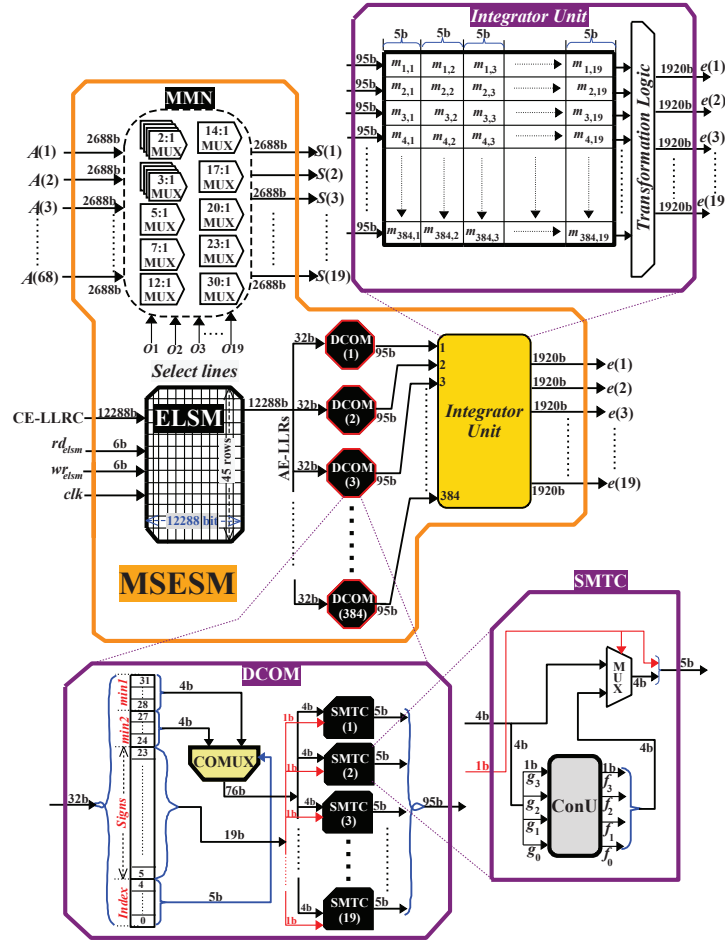 Integrator Unit
5b 5b 5b 5b
95b m1,1 m1,2 m1,3 m1,19 1920b e(1)
95b m2,1 m2,2 m2,3 m2,19 1920b e(2)
95b m3,1 m3,2 m3,3 m3,19 1920b e(3)
95b m4,1 m4,2 m4,3 m4,19
95b m384,1 m384,2 m384,3 m384,19 1920b e(19)
Transformation Logic
MMN
A(1) 2688b 2:1 MUX 14:1 MUX 2688b S(1)
A(2) 2688b 3:1 MUX 17:1 MUX 2688b S(2)
A(3) 2688b 5:1 MUX 20:1 MUX 2688b S(3)
7:1 MUX 23:1 MUX
A(68) 2688b 12:1 MUX 30:1 MUX 2688b S(19)
O1 O2 O3 O19
Select lines
CE-LLRC 12288b ELSM 12288b
rdelsm 6b
wrelsm 6b
clk
45 rows
12288 bit
AE-LLRs
32b DCOM (1) 95b 1
32b DCOM (2) 95b 2
32b DCOM (3) 95b 3
32b DCOM (384) 95b 384
Integrator Unit
1920b e(1)
1920b e(2)
1920b e(3)
1920b e(19)
MSESM
DCOM
32b
min1 31 28 4b
min2 27 24 4b
Signs 23 5 19b
Index 4 0 5b
COMUX
76b
4b 1b SMTC (1) 5b
4b 1b SMTC (2) 5b
4b 1b SMTC (3) 5b
4b 1b SMTC (19) 5b
95b
SMTC
4b
1b
4b
MUX
4b
5b
4b
1b g3 ConU 1b f3
g2 f2
g1 f1
g0 f0